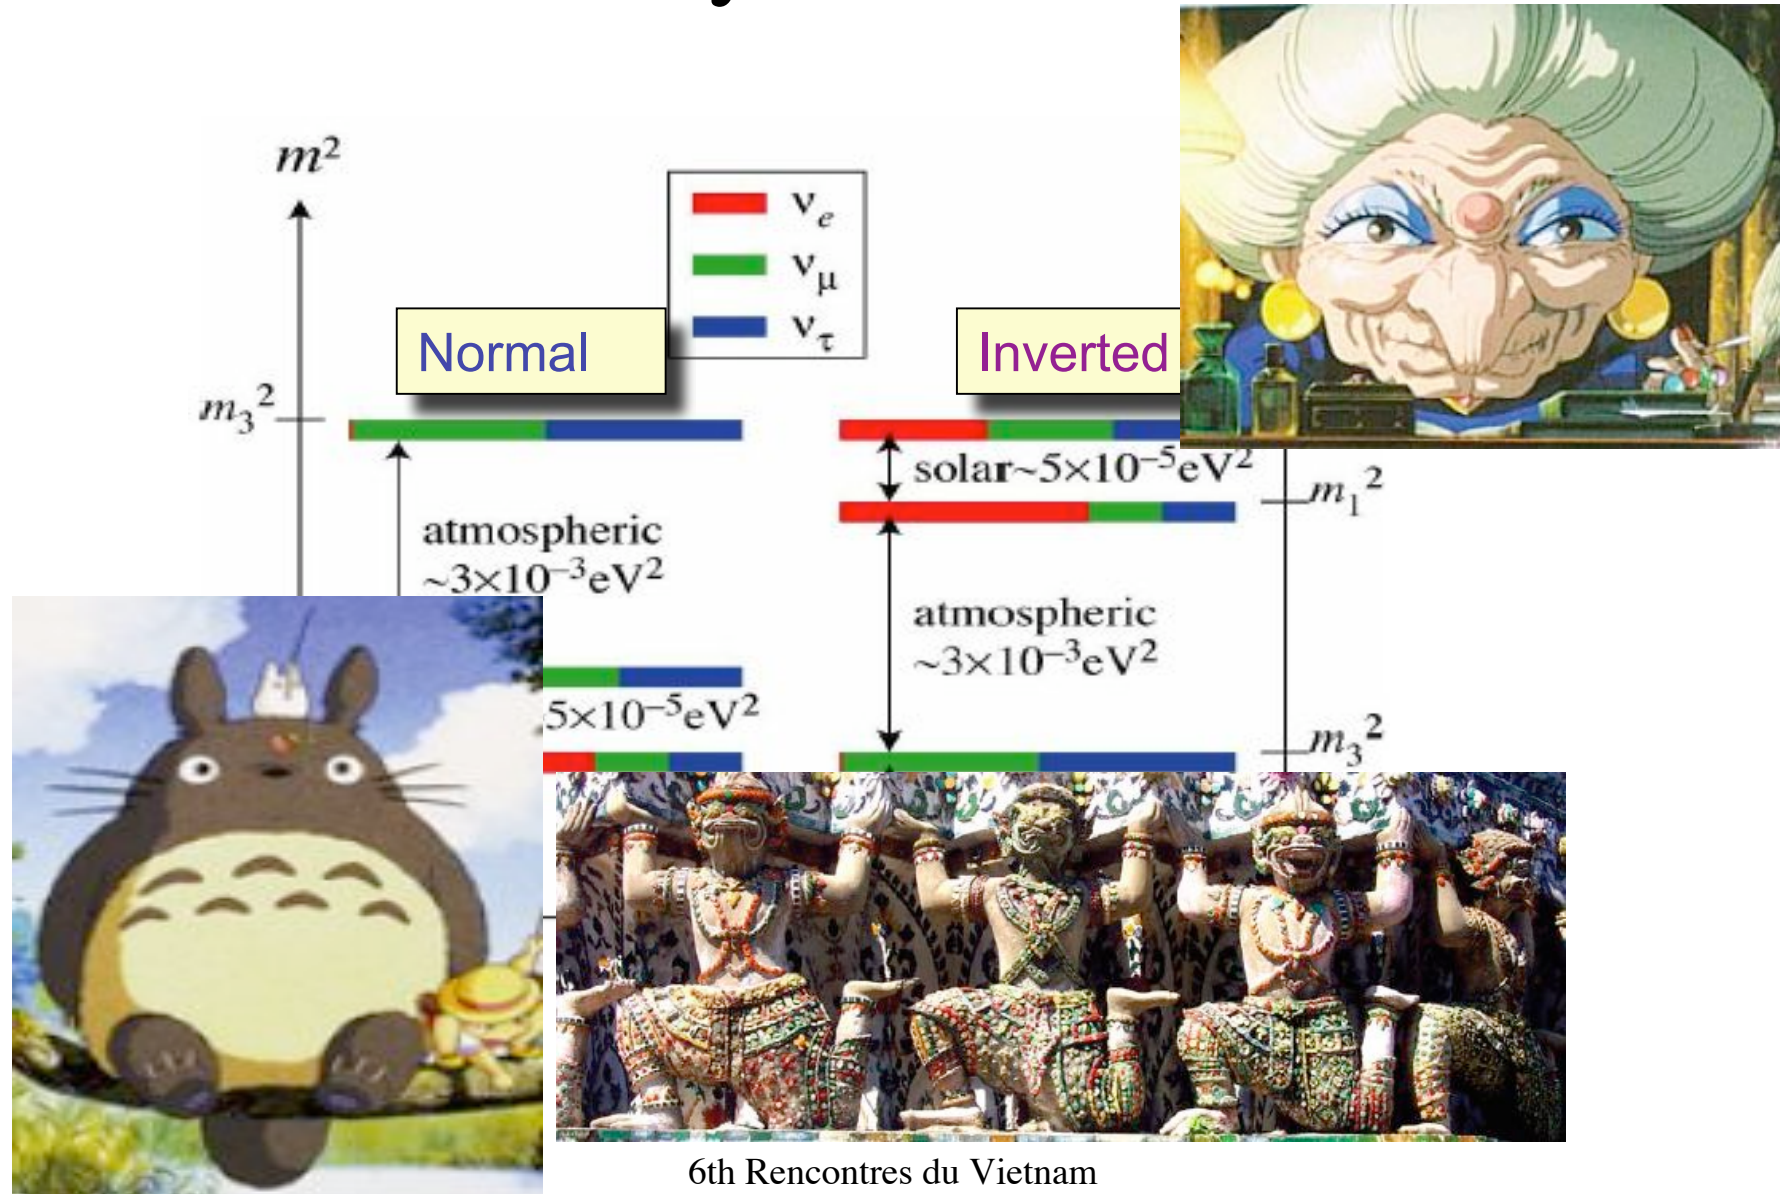 m²
νe
νμ
ντ
Normal
Inverted
m₃²
solar~5×10⁻⁵eV²
m₁²
atmospheric
~3×10⁻³eV²
atmospheric
~3×10⁻³eV²
5×10⁻⁵eV²
m₃²
6th Rencontres du Vietnam